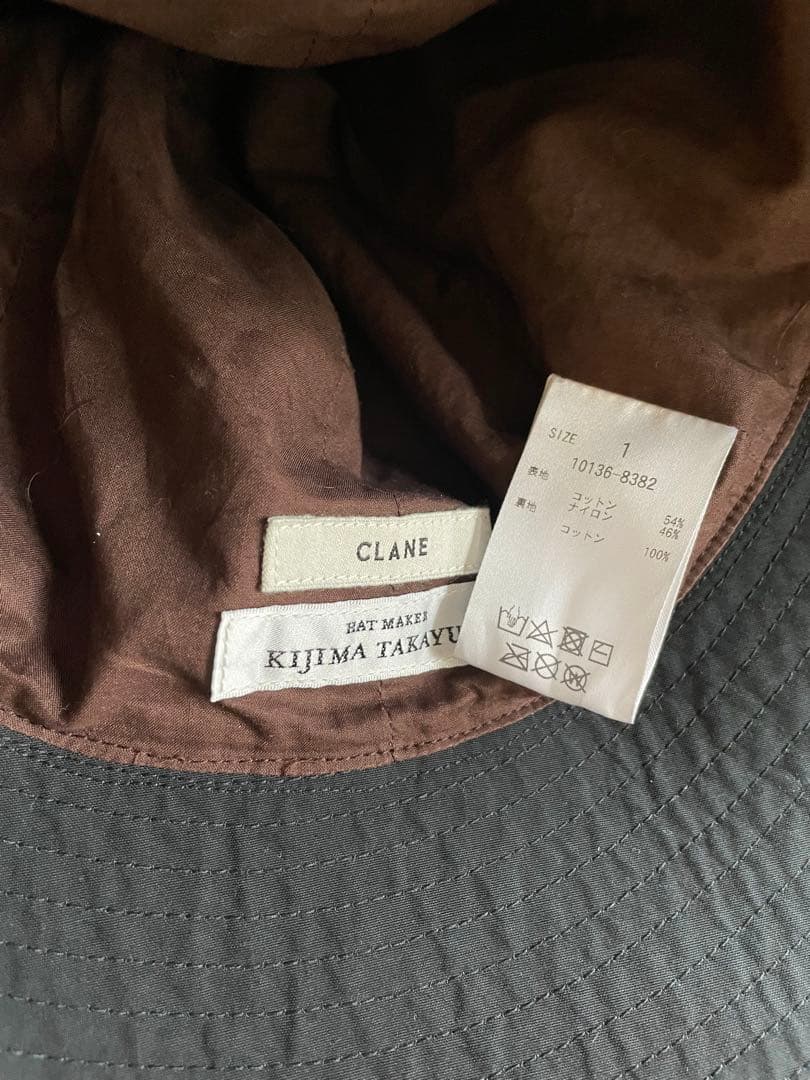 SIZE 1
10136-8382
表地 コットン 54%
ナイロン 46%
裏地 コットン 100%
CLANE
HAT MAKER
KIJIMA TAKAYU